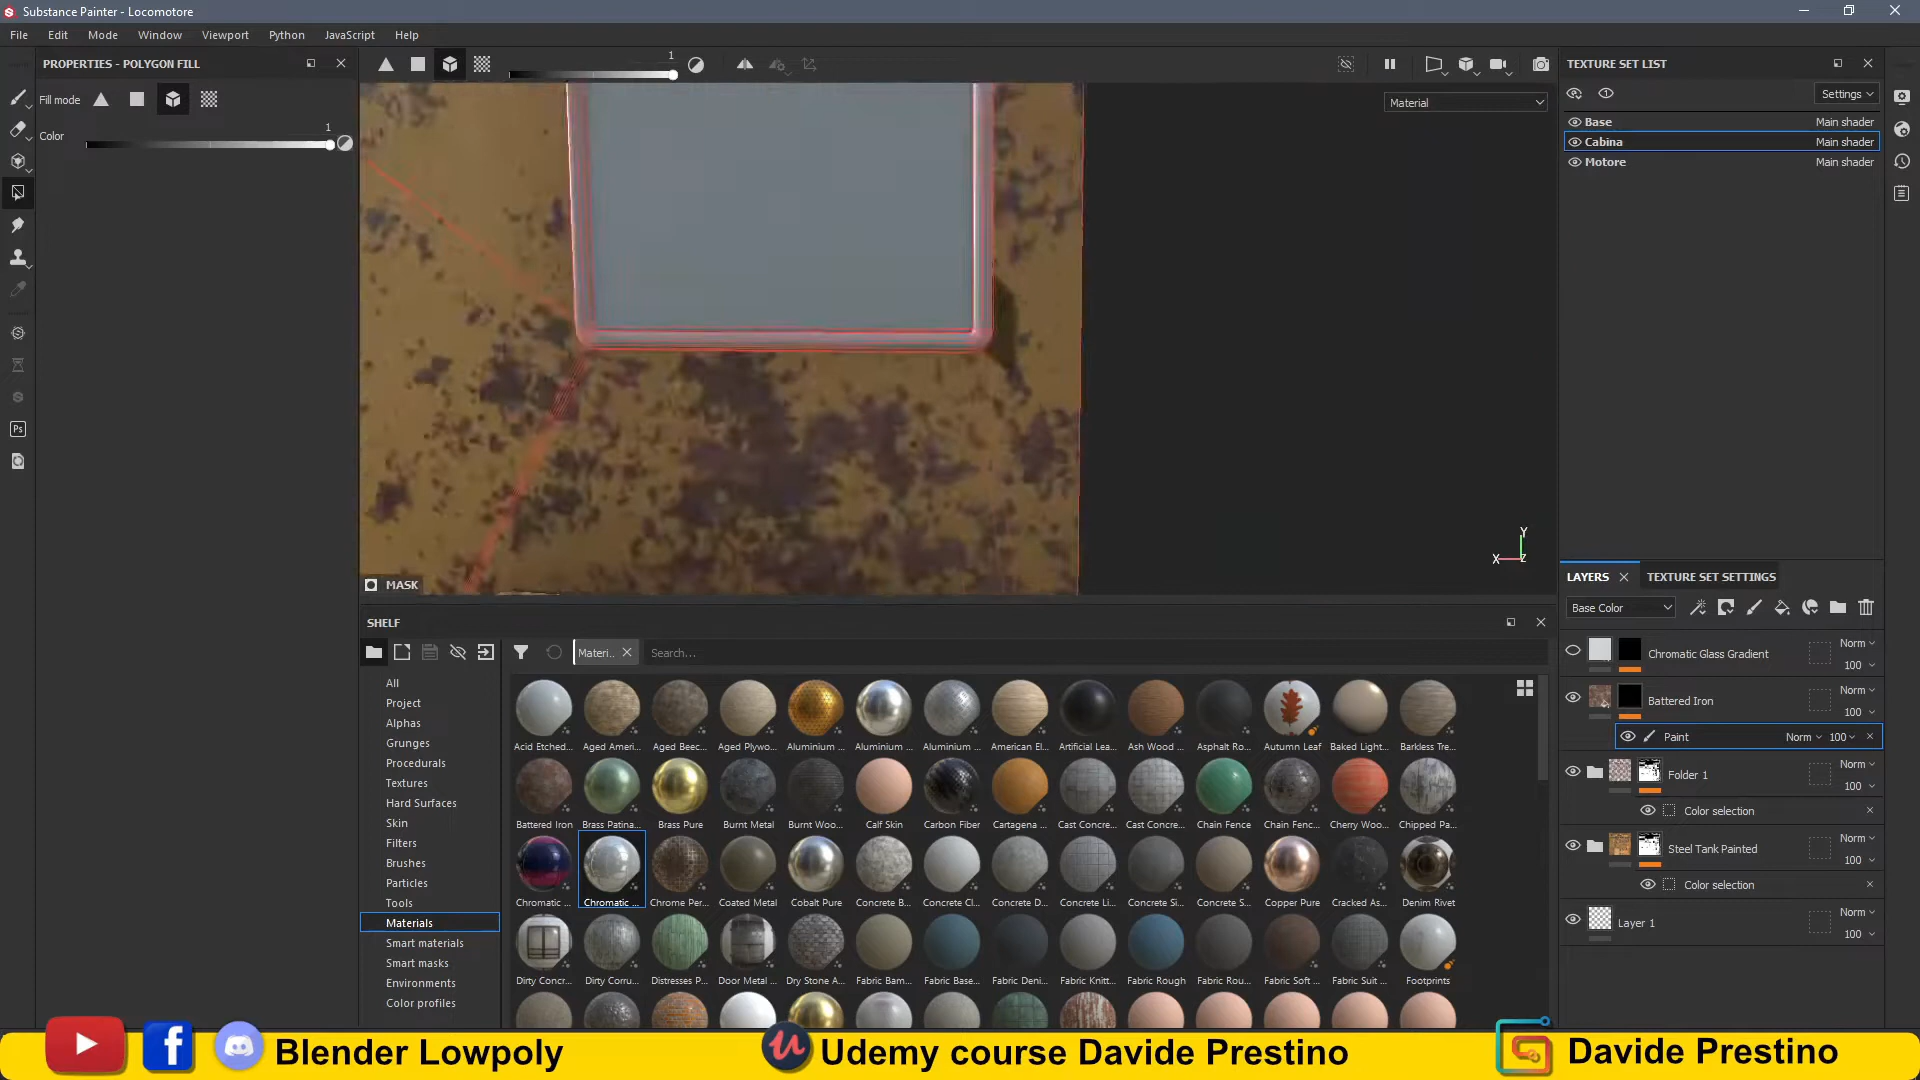 Substance Painter - Locomotore
File Edit Mode Window Viewport Python JavaScript Help
PROPERTIES - POLYGON FILL
Fill mode
Color
1
1
Material
MASK
Y
X Z
TEXTURE SET LIST
Settings
Base Main shader
Cabina Main shader
Motore Main shader
LAYERS TEXTURE SET SETTINGS
Base Color
Chromatic Glass Gradient Norm 100
Battered Iron Norm 100
Paint Norm 100
Folder 1 Norm 100
Color selection
Steel Tank Painted Norm 100
Color selection
Layer 1 Norm 100
SHELF
Materi... Search...
All
Project
Alphas
Grunges
Procedurals
Textures
Hard Surfaces
Skin
Filters
Brushes
Particles
Tools
Materials
Smart materials
Smart masks
Environments
Color profiles
Acid Etched... Aged Ameri... Aged Beec... Aged Plywo... Aluminium ... Aluminium ... Aluminium ... American El... Artificial Lea... Ash Wood ... Asphalt Ro... Autumn Leaf Baked Light... Barkless Tre...
Battered Iron Brass Patina... Brass Pure Burnt Metal Burnt Woo... Calf Skin Carbon Fiber Cartagena ... Cast Concre... Cast Concre... Chain Fence Chain Fenc... Cherry Woo... Chipped Pa...
Chromatic ... Chromatic ... Chrome Per... Coated Metal Cobalt Pure Concrete B... Concrete Cl... Concrete D... Concrete Li... Concrete Si... Concrete S... Copper Pure Cracked As... Denim Rivet
Dirty Concr... Dirty Corru... Distresses P... Door Metal ... Dry Stone A... Fabric Bam... Fabric Base... Fabric Deni... Fabric Knitt... Fabric Rough Fabric Rou... Fabric Soft ... Fabric Suit ... Footprints
Blender Lowpoly
Udemy course Davide Prestino
Davide Prestino
Ps